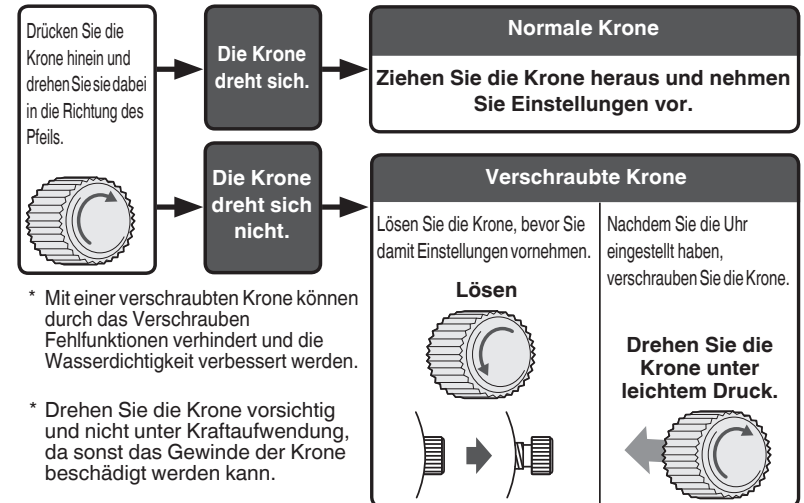 Drücken Sie die
Krone hinein und
drehen Sie sie dabei
in die Richtung des
Pfeils.
Die Krone
dreht sich.
Normale Krone
Ziehen Sie die Krone heraus und nehmen
Sie Einstellungen vor.
Die Krone
dreht sich
nicht.
Verschraubte Krone
Lösen Sie die Krone, bevor Sie
damit Einstellungen vornehmen.
Lösen
Nachdem Sie die Uhr
eingestellt haben,
verschrauben Sie die Krone.
Drehen Sie die
Krone unter
leichtem Druck.
* Mit einer verschraubten Krone können
durch das Verschrauben
Fehlfunktionen verhindert und die
Wasserdichtigkeit verbessert werden.
* Drehen Sie die Krone vorsichtig
und nicht unter Kraftaufwendung,
da sonst das Gewinde der Krone
beschädigt werden kann.